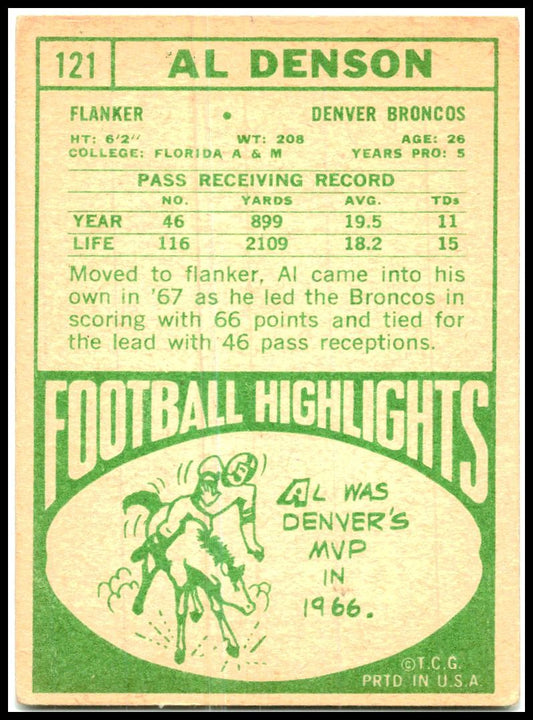 121 AL DENSON
FLANKER • DENVER BRONCOS
HT: 6'2" WT: 208 AGE: 26
COLLEGE: FLORIDA A & M YEARS PRO: 5
PASS RECEIVING RECORD
NO. YARDS AVG. TDs
YEAR 46 899 19.5 11
LIFE 116 2109 18.2 15
Moved to flanker, Al came into his
own in '67 as he led the Broncos in
scoring with 66 points and tied for
the lead with 46 pass receptions.
FOOTBALL HIGHLIGHTS
AL WAS
DENVER'S
MVP
IN
1966.
©T.C.G.
PRTD IN U.S.A.